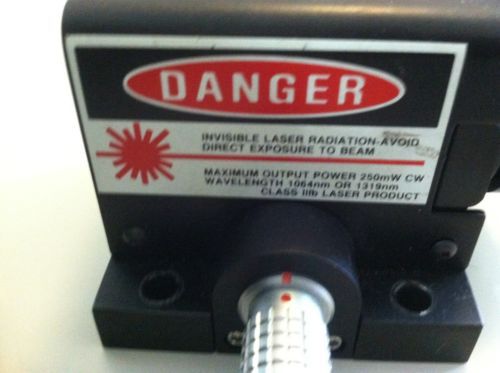 DANGER
INVISIBLE LASER RADIATION-AVOID
DIRECT EXPOSURE TO BEAM
MAXIMUM OUTPUT POWER 250mW CW
WAVELENGTH 1064nm OR 1319nm
CLASS IIIb LASER PRODUCT